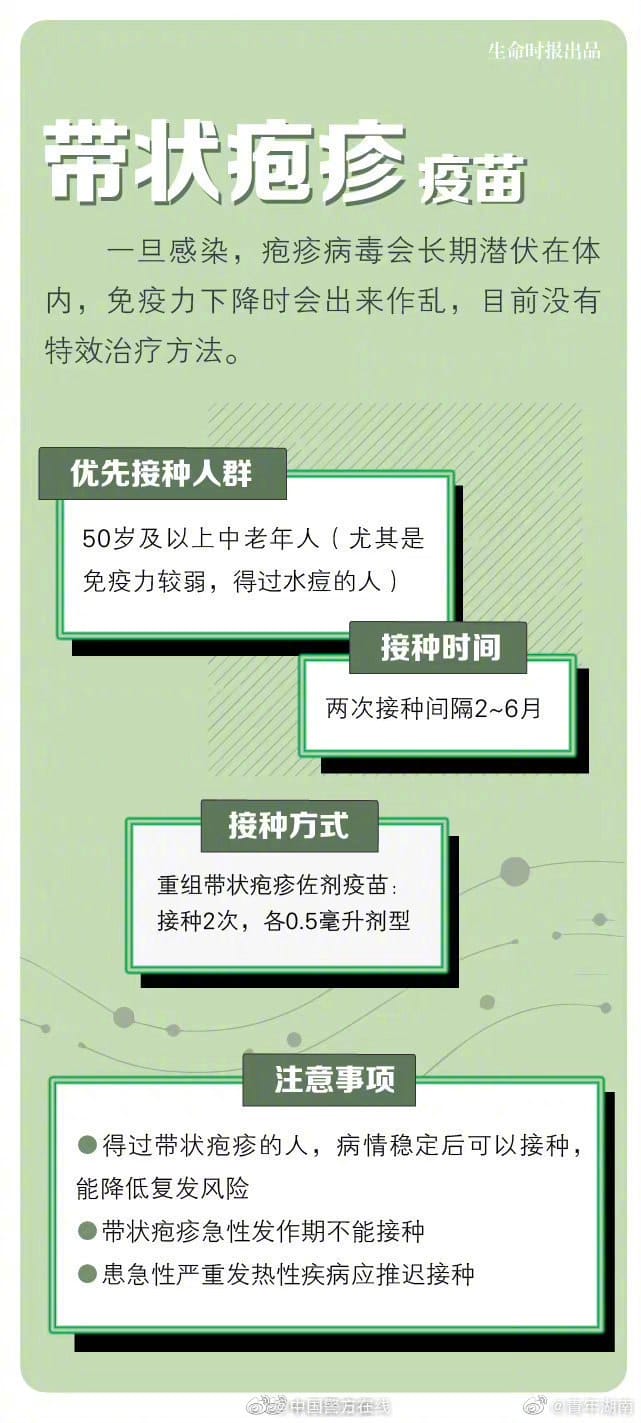 生命时报出品
带状疱疹疫苗
一旦感染，疱疹病毒会长期潜伏在体
内，免疫力下降时会出来作乱，目前没有
特效治疗方法。
优先接种人群
50岁及以上中老年人（尤其是
免疫力较弱，得过水痘的人）
接种时间
两次接种间隔2~6月
接种方式
重组带状疱疹佐剂疫苗：
接种2次，各0.5毫升剂型
注意事项
●得过带状疱疹的人，病情稳定后可以接种，
能降低复发风险
●带状疱疹急性发作期不能接种
●患急性严重发热性疾病应推迟接种
中国警方在线
@青年湖南